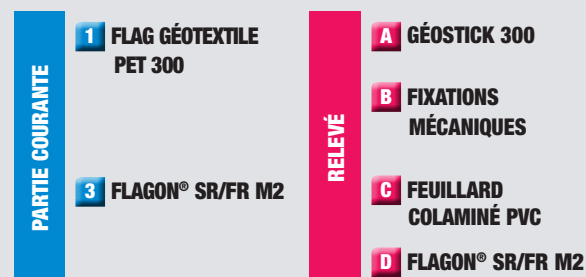 PARTIE COURANTE
1 FLAG GÉOTEXTILE
PET 300
3 FLAGON® SR/FR M2
RELEVÉ
A GÉOSTICK 300
B FIXATIONS
MÉCANIQUES
C FEUILLARD
COLAMINÉ PVC
D FLAGON® SR/FR M2